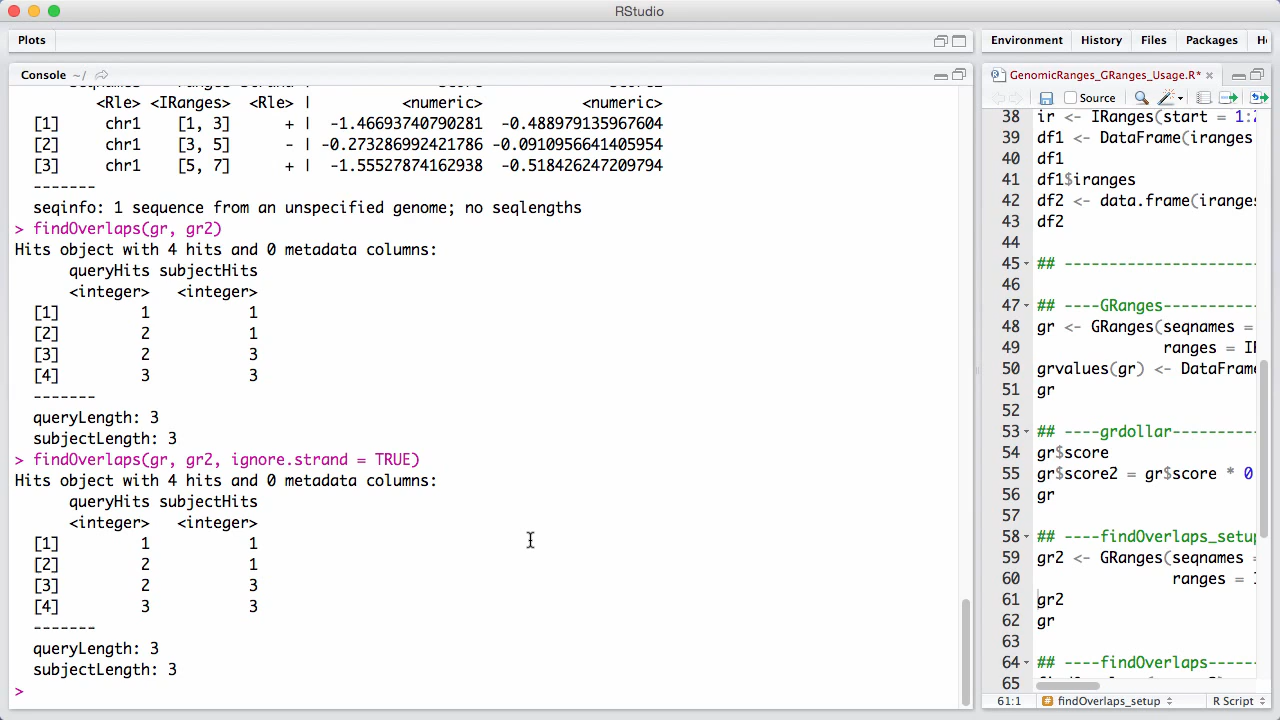 RStudio
Plots
Console ~/
<Rle> <IRanges> <Rle> | <numeric> <numeric>
[1] chr1 [1, 3] + | -1.46693740790281 -0.488979135967604
[2] chr1 [3, 5] - | -0.273286992421786 -0.0910956641405954
[3] chr1 [5, 7] + | -1.55527874162938 -0.518426247209794
-------
seqinfo: 1 sequence from an unspecified genome; no seqlengths
> findOverlaps(gr, gr2)
Hits object with 4 hits and 0 metadata columns:
queryHits subjectHits
<integer> <integer>
[1] 1 1
[2] 2 1
[3] 2 3
[4] 3 3
-------
queryLength: 3
subjectLength: 3
> findOverlaps(gr, gr2, ignore.strand = TRUE)
Hits object with 4 hits and 0 metadata columns:
queryHits subjectHits
<integer> <integer>
[1] 1 1
[2] 2 1
[3] 2 3
[4] 3 3
-------
queryLength: 3
subjectLength: 3
>
Environment History Files Packages
GenomicRanges_GRanges_Usage.R*
Source
38 ir <- IRanges(start = 1:
39 df1 <- DataFrame(iranges
40 df1
41 df1$iranges
42 df2 <- data.frame(iranges
43 df2
44
45 ## ------------------------
46
47 ## ----GRanges-----------
48 gr <- GRanges(seqnames =
49 ranges = I
50 grvalues(gr) <- DataFrame
51 gr
52
53 ## ----grdollar----------
54 gr$score
55 gr$score2 = gr$score * 0
56 gr
57
58 ## ----findOverlaps_setup
59 gr2 <- GRanges(seqnames =
60 ranges = I
61 gr2
62 gr
63
64 ## ----findOverlaps------
65
61:1 findOverlaps_setup R Script